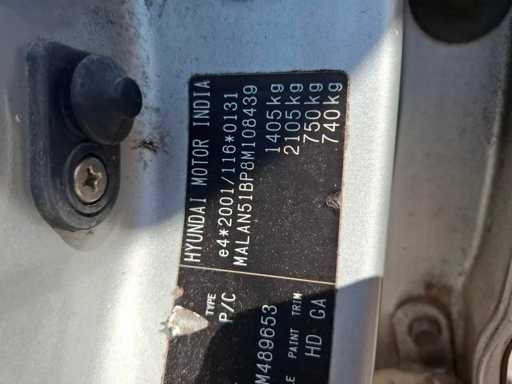 HYUNDAI MOTOR INDIA
e4*2001/116*0131
MALAN51BP8M108439
1405kg
2105kg
750kg
740kg
TYPE
P/C
M489653
PAINT TRIM
HD GA